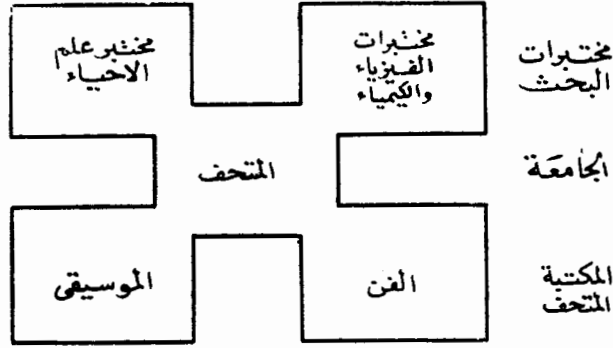 مختبرات
البحث
مختبرات
الفيزياء
والكيمياء
مختبر علم
الاحياء
الجامعة
المتحف
المكتبة
المتحف
الفن
الموسيقى